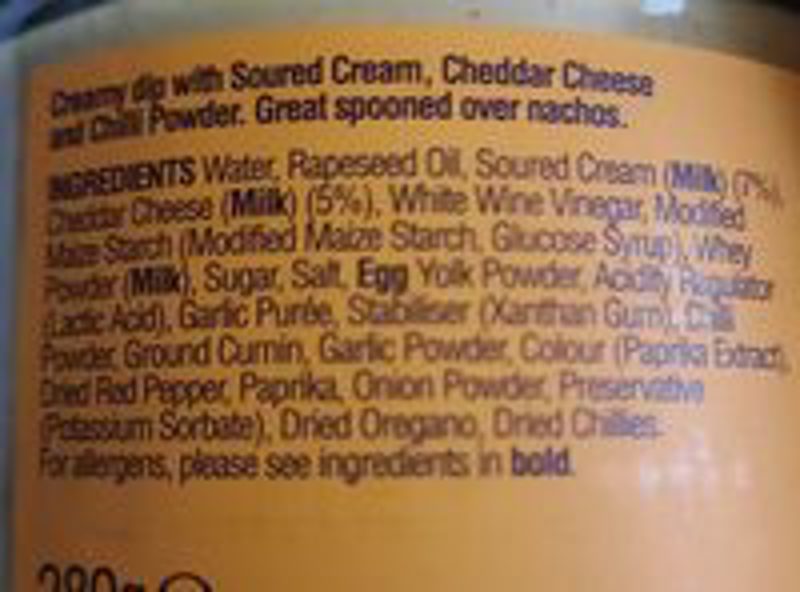 Creamy dip with Soured Cream, Cheddar Cheese
and Chilli Powder. Great spooned over nachos.
INGREDIENTS Water, Rapeseed Oil, Soured Cream (Milk) (7%),
Cheddar Cheese (Milk) (5%), White Wine Vinegar, Modified
Maize Starch (Modified Maize Starch, Glucose Syrup), Whey
Powder (Milk), Sugar, Salt, Egg Yolk Powder, Acidity Regulator
(Lactic Acid), Garlic Purée, Stabiliser (Xanthan Gum), Chilli
Powder, Ground Cumin, Garlic Powder, Colour (Paprika Extract),
Dried Red Pepper, Paprika, Onion Powder, Preservative
(Potassium Sorbate), Dried Oregano, Dried Chillies.
For allergens, please see ingredients in bold.
280g